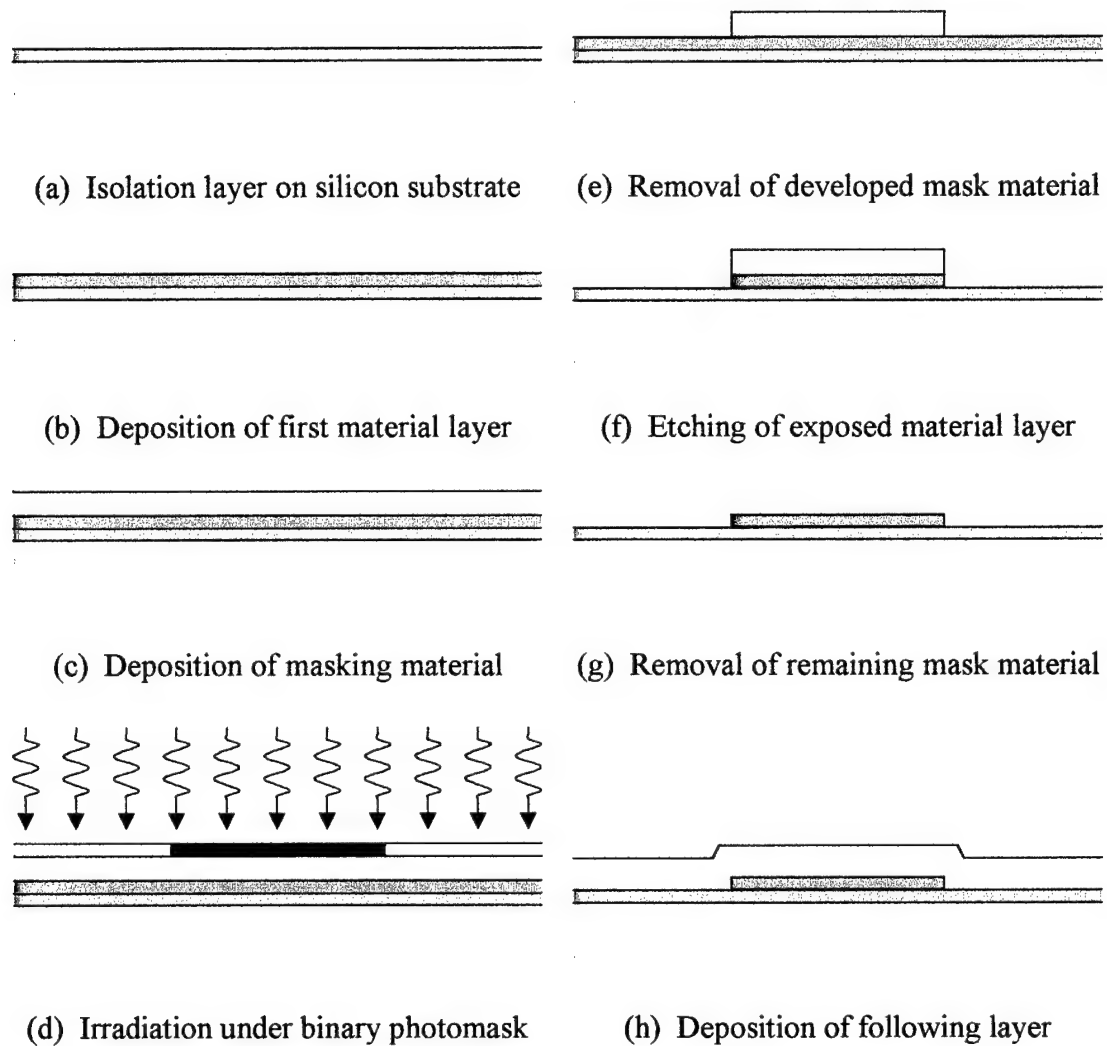 (a) Isolation layer on silicon substrate
(b) Deposition of first material layer
(c) Deposition of masking material
(d) Irradiation under binary photomask
(e) Removal of developed mask material
(f) Etching of exposed material layer
(g) Removal of remaining mask material
(h) Deposition of following layer